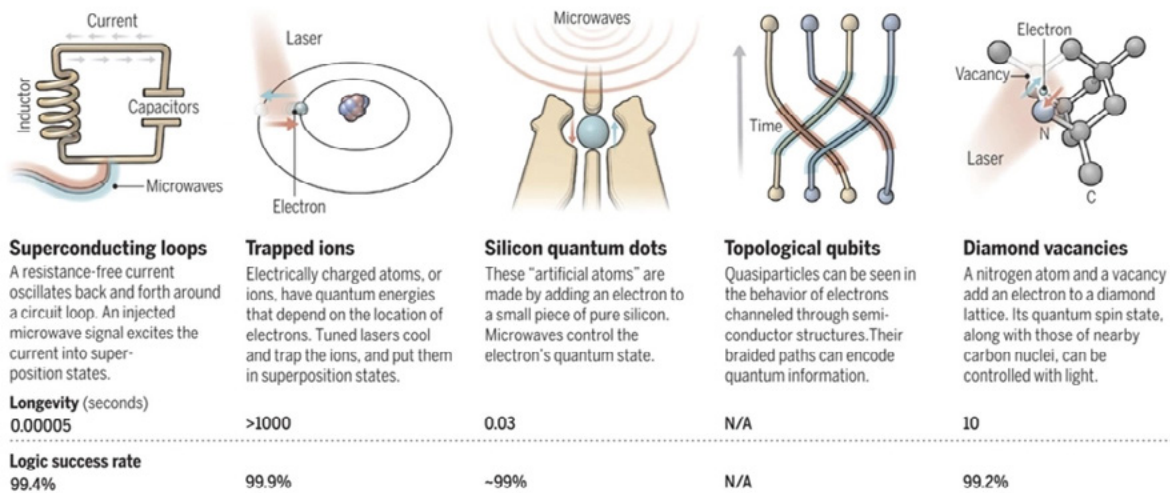 Current
Inductor
Capacitors
Microwaves
Laser
Electron
Microwaves
Time
Electron
Vacancy
N
Laser
C
Superconducting loops
A resistance-free current
oscillates back and forth around
a circuit loop. An injected
microwave signal excites the
current into super-
position states.
Trapped ions
Electrically charged atoms, or
ions, have quantum energies
that depend on the location of
electrons. Tuned lasers cool
and trap the ions, and put them
in superposition states.
Silicon quantum dots
These “artificial atoms” are
made by adding an electron to
a small piece of pure silicon.
Microwaves control the
electron’s quantum state.
Topological qubits
Quasiparticles can be seen in
the behavior of electrons
channeled through semi-
conductor structures.Their
braided paths can encode
quantum information.
Diamond vacancies
A nitrogen atom and a vacancy
add an electron to a diamond
lattice. Its quantum spin state,
along with those of nearby
carbon nuclei, can be
controlled with light.
Longevity (seconds)
0.00005 >1000 0.03 N/A 10
Logic success rate
99.4% 99.9% ~99% N/A 99.2%